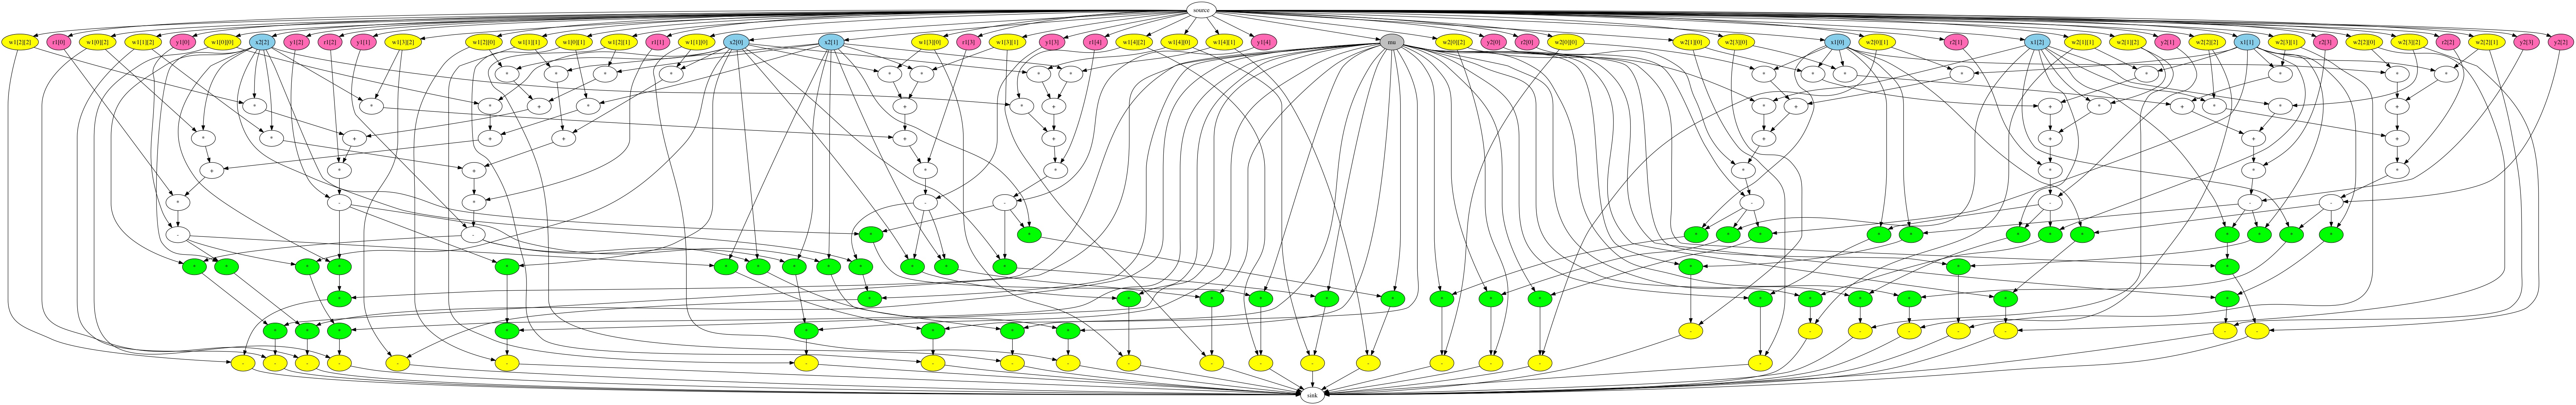 source
w1[2][2] r1[0] w1[0][2] w1[1][2] y1[0] w1[0][0] x2[2] y1[2] r1[2] y1[1] w1[3][2] w1[2][0] w1[1][1] w1[0][1] w1[2][1] r1[1] w1[1][0] x2[0] x2[1] w1[3][0] r1[3] w1[3][1] y1[3] r1[4] w1[4][2] w1[4][0] w1[4][1] y1[4] mu w2[0][2] y2[0] r2[0] w2[0][0] w2[1][0] w2[3][0] x1[0] w2[0][1] r2[1] x1[2] w2[1][1] w2[1][2] y2[1] w2[2][2] x1[1] w2[3][1] r2[3] w2[2][0] w2[3][2] r2[2] w2[2][1] y2[3] y2[2]
* * * * * * * * * * * * * * * *
* * * + * + * + * + + * + * * +
* * + + + + + + + + +
+ * + * * * * * *
* - * - - - - - -
- - * * * * * * * * * * * * * *
* * * * * * * * * * * * * * * *
* * * * * * * * * * * * * * * *
* * * * * * * * - - - - - - - -
- - - - - - - - - - - - - - - - - - -
sink